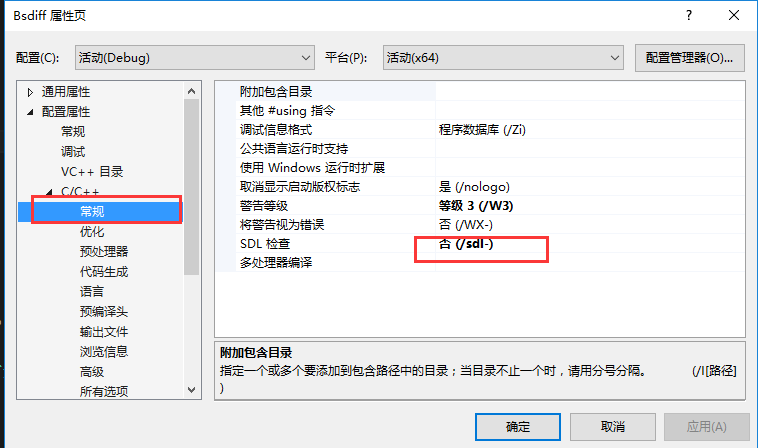 Bsdiff 属性页
?
配置(C): 活动(Debug) 平台(P): 活动(x64) 配置管理器(O)...
通用属性
配置属性
常规
调试
VC++ 目录
C/C++
常规
优化
预处理器
代码生成
语言
预编译头
输出文件
浏览信息
高级
所有选项
附加包含目录
其他 #using 指令
调试信息格式 程序数据库 (/Zi)
公共语言运行时支持
使用 Windows 运行时扩展
取消显示启动版权标志 是 (/nologo)
警告等级 等级 3 (/W3)
将警告视为错误 否 (/WX-)
SDL 检查 否 (/sdl-)
多处理器编译
附加包含目录
指定一个或多个要添加到包含路径中的目录；当目录不止一个时，请用分号分隔。 (/I[路径]
)
确定 取消 应用(A)